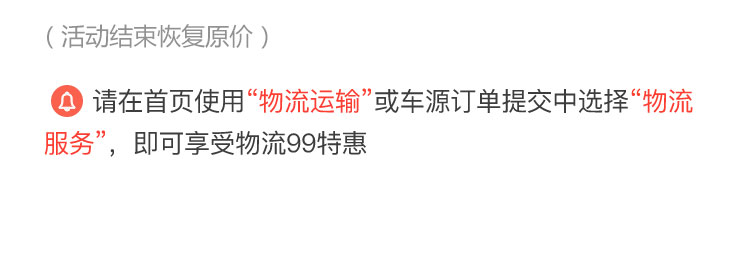 （活动结束恢复原价）
请在首页使用“物流运输”或车源订单提交中选择“物流
服务”，即可享受物流99特惠